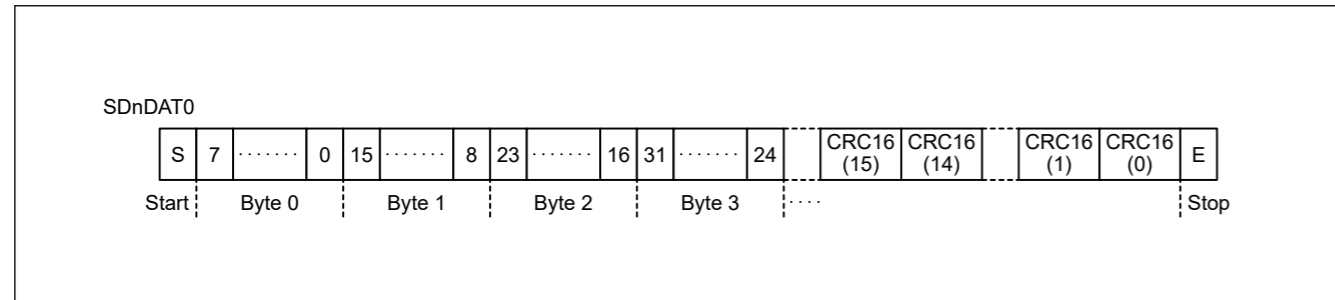 SDnDAT0
S 7 ······· 0 15 ······· 8 23 ······· 16 31 ······· 24 CRC16 (15) CRC16 (14) CRC16 (1) CRC16 (0) E
Start Byte 0 Byte 1 Byte 2 Byte 3 ···· Stop